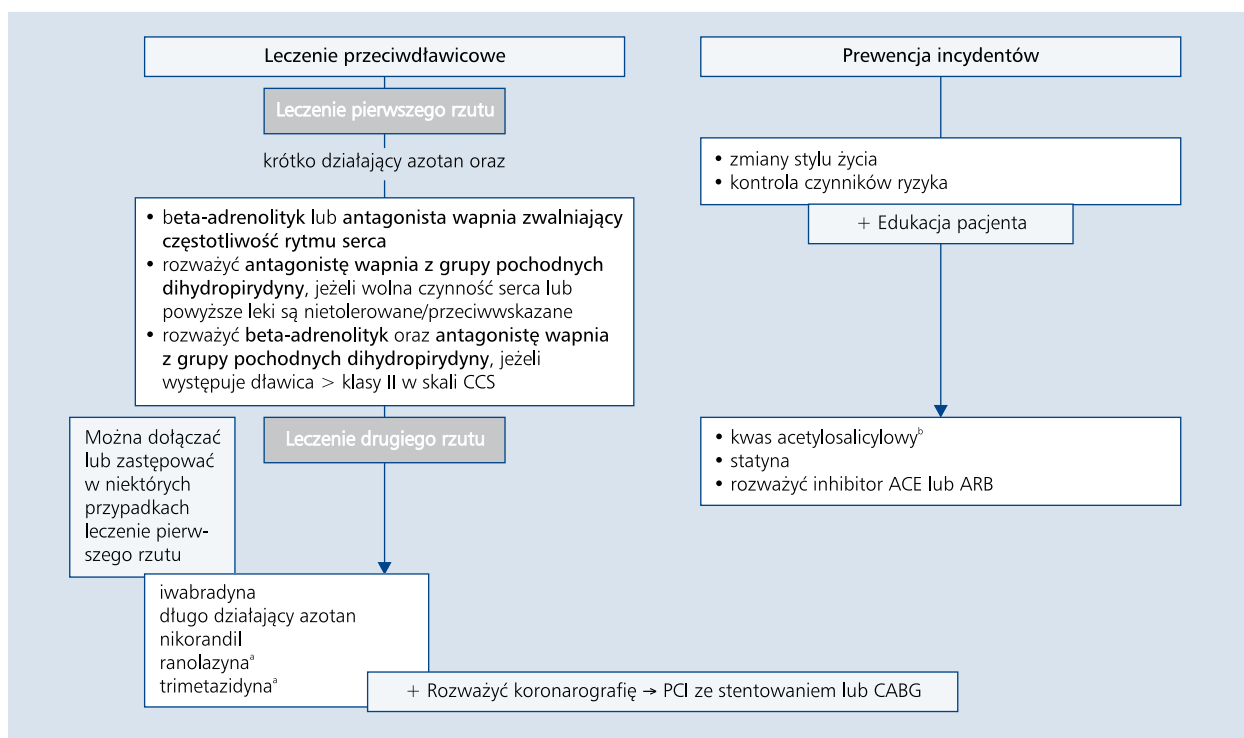 Leczenie przeciwdławicowe
Leczenie pierwszego rzutu
krótko działający azotan oraz
• beta-adrenolityk lub antagonista wapnia zwalniający
częstotliwość rytmu serca
• rozważyć antagonistę wapnia z grupy pochodnych
dihydropirydyny, jeżeli wolna czynność serca lub
powyższe leki są nietolerowane/przeciwwskazane
• rozważyć beta-adrenolityk oraz antagonistę wapnia
z grupy pochodnych dihydropirydyny, jeżeli
występuje dławica > klasy II w skali CCS
Leczenie drugiego rzutu
Można dołączać
lub zastępować
w niektórych
przypadkach
leczenie pierw-
szego rzutu
iwabradyna
długo działający azotan
nikorandil
ranolazynaᵃ
trimetazidynaᵃ
+ Rozważyć koronarografię → PCI ze stentowaniem lub CABG
Prewencja incydentów
• zmiany stylu życia
• kontrola czynników ryzyka
+ Edukacja pacjenta
• kwas acetylosalicylowyᵇ
• statyna
• rozważyć inhibitor ACE lub ARB